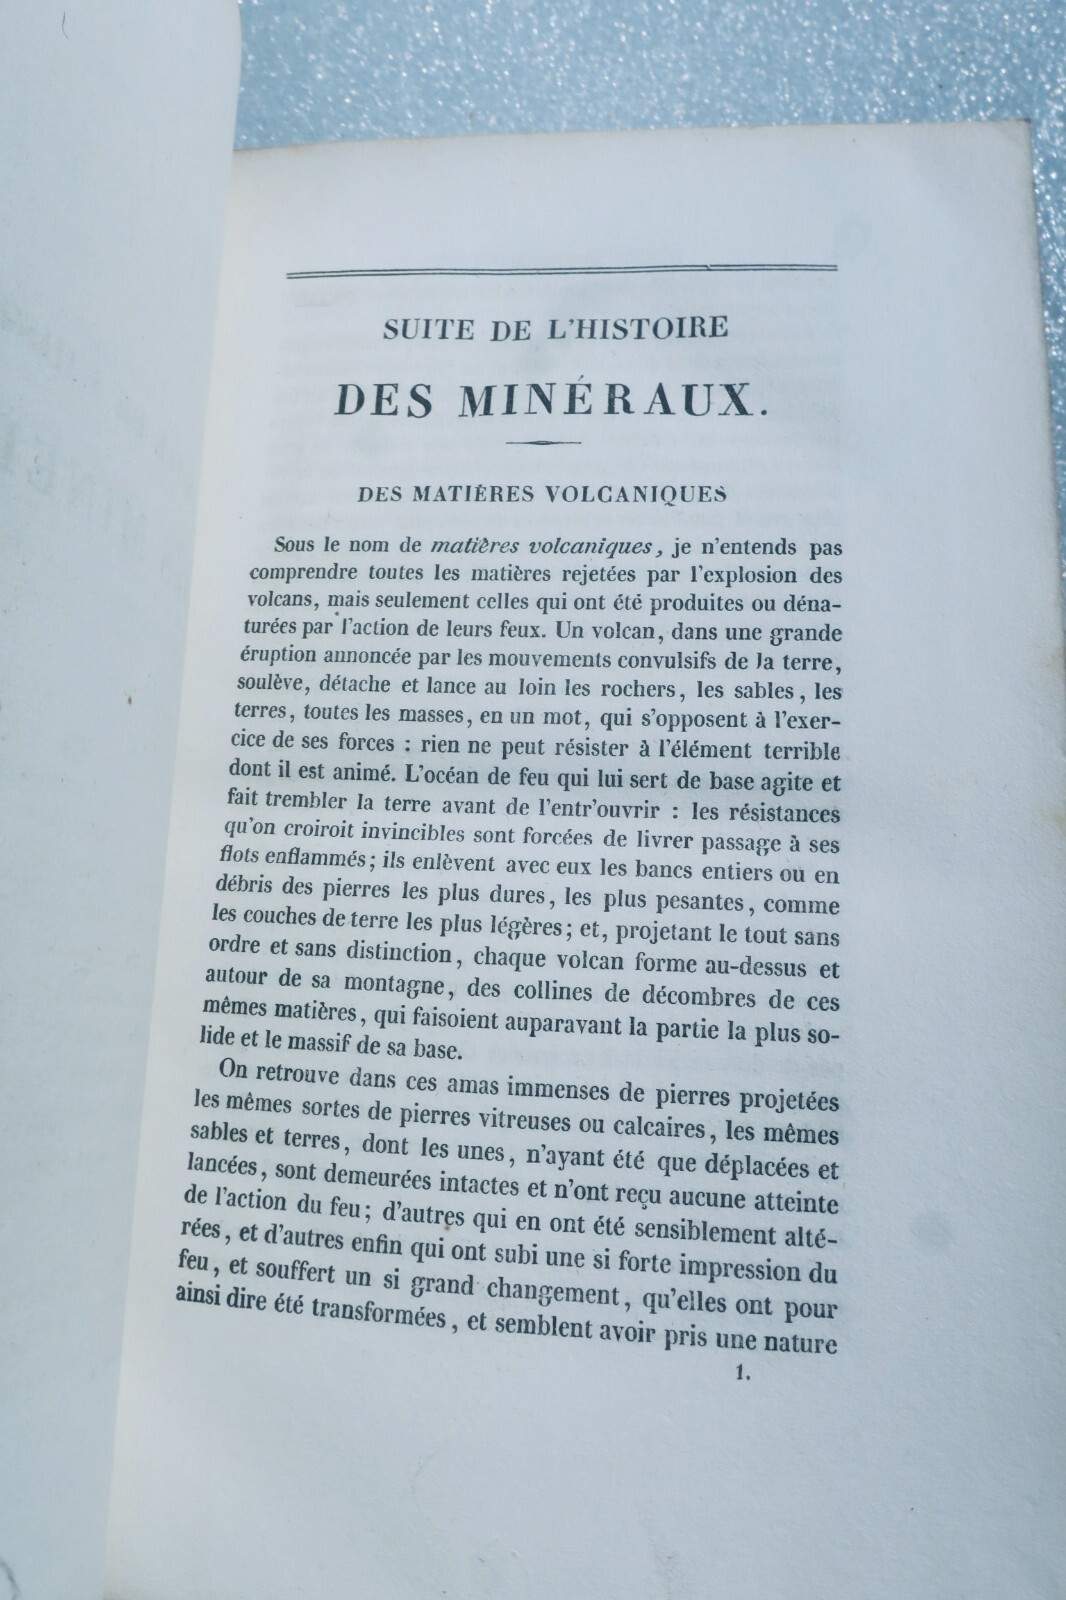 SUITE DE L'HISTOIRE
DES MINÉRAUX.
DES MATIÈRES VOLCANIQUES
Sous le nom de matières volcaniques, je n'entends pas
comprendre toutes les matières rejetées par l'explosion des
volcans, mais seulement celles qui ont été produites ou déna-
turées par l'action de leurs feux. Un volcan, dans une grande
éruption annoncée par les mouvements convulsifs de la terre,
soulève, détache et lance au loin les rochers, les sables, les
terres, toutes les masses, en un mot, qui s'opposent à l'exer-
cice de ses forces : rien ne peut résister à l'élément terrible
dont il est animé. L'océan de feu qui lui sert de base agite et
fait trembler la terre avant de l'entr'ouvrir : les résistances
qu'on croiroit invincibles sont forcées de livrer passage à ses
flots enflammés ; ils enlèvent avec eux les bancs entiers ou en
débris des pierres les plus dures, les plus pesantes, comme
les couches de terre les plus légères ; et, projetant le tout sans
ordre et sans distinction, chaque volcan forme au-dessus et
autour de sa montagne, des collines de décombres de ces
mêmes matières, qui faisoient auparavant la partie la plus so-
lide et le massif de sa base.
On retrouve dans ces amas immenses de pierres projetées
les mêmes sortes de pierres vitreuses ou calcaires, les mêmes
sables et terres, dont les unes, n'ayant été que déplacées et
lancées, sont demeurées intactes et n'ont reçu aucune atteinte
de l'action du feu ; d'autres qui en ont été sensiblement alté-
rées, et d'autres enfin qui ont subi une si forte impression du
feu, et souffert un si grand changement, qu'elles ont pour
ainsi dire été transformées, et semblent avoir pris une nature
1.